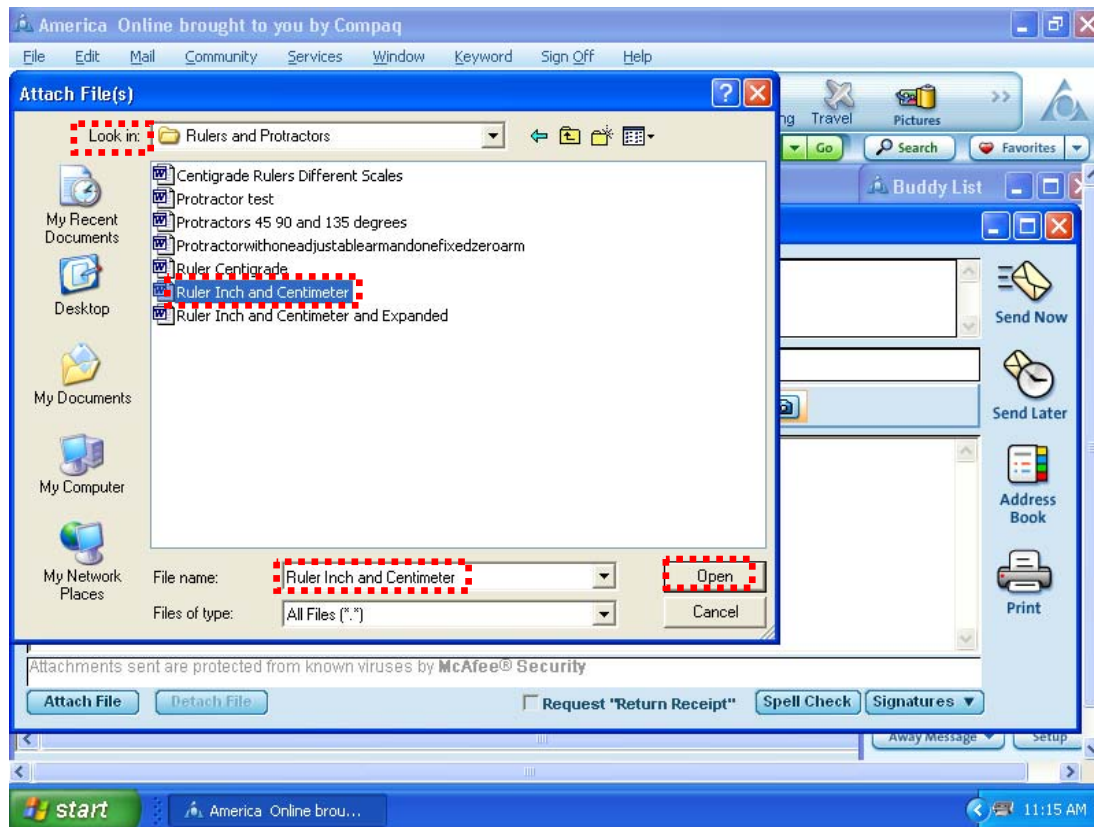 America Online brought to you by Compaq
File Edit Mail Community Services Window Keyword Sign Off Help
Attach File(s)
Travel Pictures
Look in: Rulers and Protractors
Go Search Favorites
Buddy List
My Recent Documents
Desktop
My Documents
My Computer
My Network Places
Centigrade Rulers Different Scales
Protractor test
Protractors 45 90 and 135 degrees
Protractorwithoneadjustablearmandonefixedzeroarm
Ruler Centigrade
Ruler Inch and Centimeter
Ruler Inch and Centimeter and Expanded
File name: Ruler Inch and Centimeter Open
Files of type: All Files (*.*) Cancel
Send Now
Send Later
Address Book
Print
Attachments sent are protected from known viruses by McAfee® Security
Attach File Detach File Request "Return Receipt" Spell Check Signatures
Away Message Setup
start America Online brou... 11:15 AM